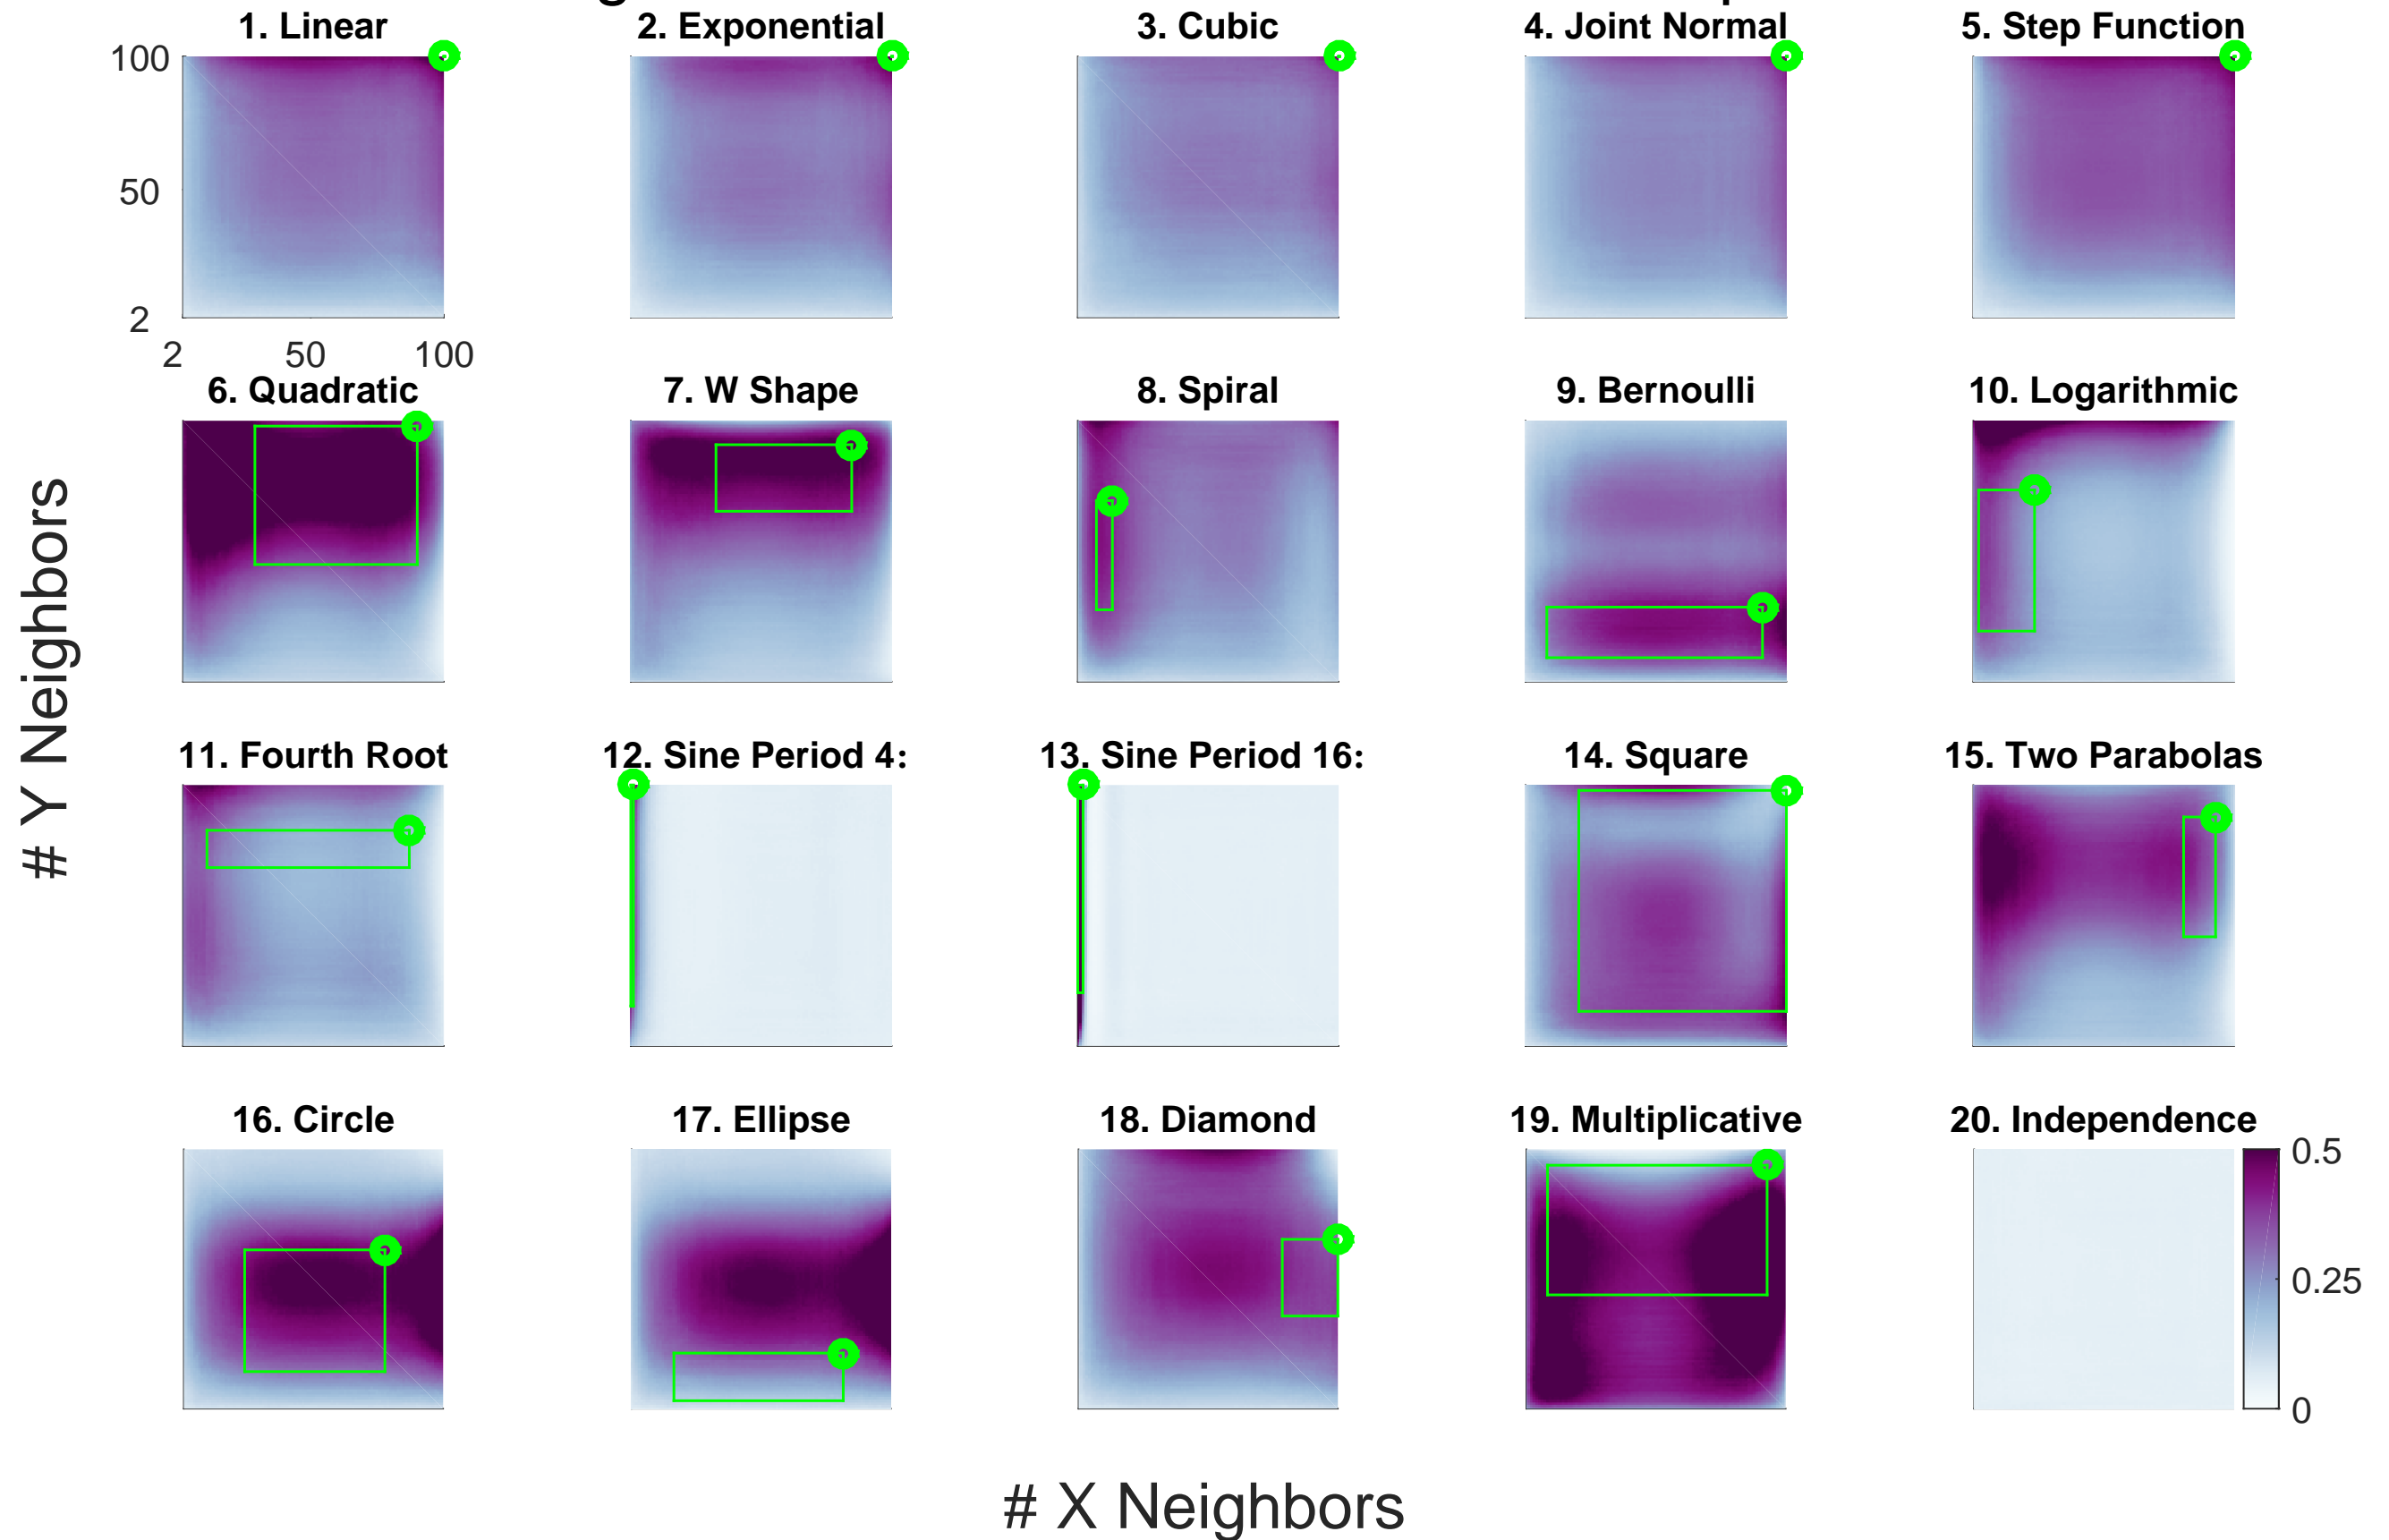 1. Linear 2. Exponential 3. Cubic 4. Joint Normal 5. Step Function
100
50
2
2 50 100
6. Quadratic 7. W Shape 8. Spiral 9. Bernoulli 10. Logarithmic
# Y Neighbors
11. Fourth Root 12. Sine Period 4: 13. Sine Period 16: 14. Square 15. Two Parabolas
16. Circle 17. Ellipse 18. Diamond 19. Multiplicative 20. Independence
0.5
0.25
0
# X Neighbors